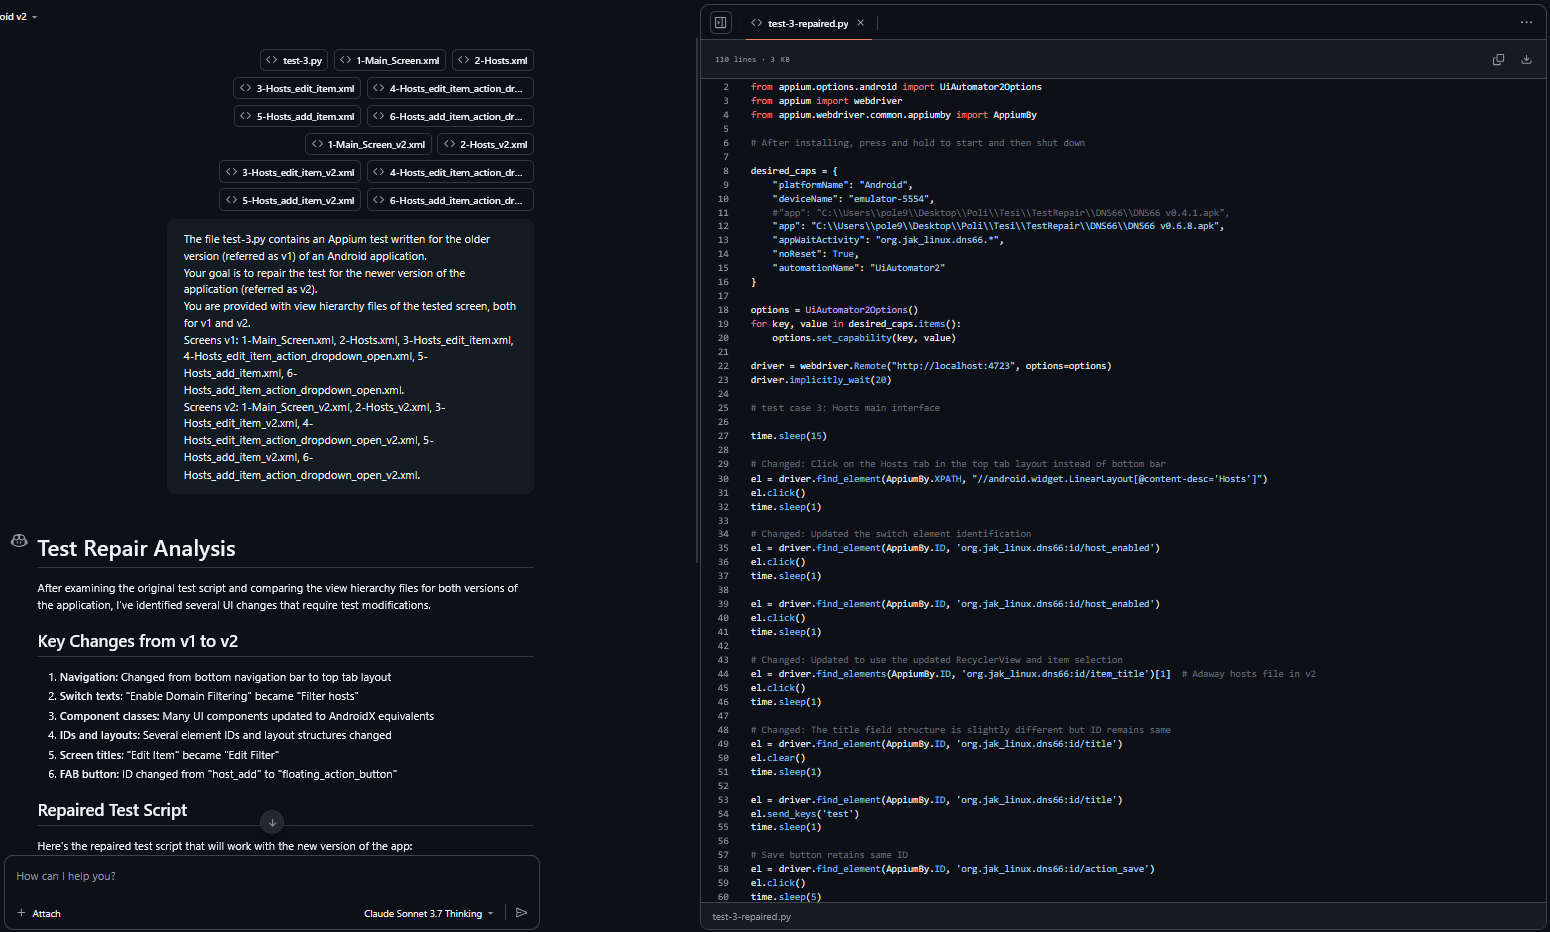 oid v2
test-3.py 1-Main_Screen.xml 2-Hosts.xml
3-Hosts_edit_item.xml 4-Hosts_edit_item_action_dr...
5-Hosts_add_item.xml 6-Hosts_add_item_action_dr...
1-Main_Screen_v2.xml 2-Hosts_v2.xml
3-Hosts_edit_item_v2.xml 4-Hosts_edit_item_action_dr...
5-Hosts_add_item_v2.xml 6-Hosts_add_item_action_dr...
The file test-3.py contains an Appium test written for the older
version (referred as v1) of an Android application.
Your goal is to repair the test for the newer version of the
application (referred as v2).
You are provided with view hierarchy files of the tested screen, both
for v1 and v2.
Screens v1: 1-Main_Screen.xml, 2-Hosts.xml, 3-Hosts_edit_item.xml,
4-Hosts_edit_item_action_dropdown_open.xml, 5-
Hosts_add_item.xml, 6-
Hosts_add_item_action_dropdown_open.xml.
Screens v2: 1-Main_Screen_v2.xml, 2-Hosts_v2.xml, 3-
Hosts_edit_item_v2.xml, 4-
Hosts_edit_item_action_dropdown_open_v2.xml, 5-
Hosts_add_item_v2.xml, 6-
Hosts_add_item_action_dropdown_open_v2.xml.
Test Repair Analysis
After examining the original test script and comparing the view hierarchy files for both versions of
the application, I've identified several UI changes that require test modifications.
Key Changes from v1 to v2
1. Navigation: Changed from bottom navigation bar to top tab layout
2. Switch texts: "Enable Domain Filtering" became "Filter hosts"
3. Component classes: Many UI components updated to AndroidX equivalents
4. IDs and layouts: Several element IDs and layout structures changed
5. Screen titles: "Edit Item" became "Edit Filter"
6. FAB button: ID changed from "host_add" to "floating_action_button"
Repaired Test Script
Here's the repaired test script that will work with the new version of the app:
How can I help you?
Attach
Claude Sonnet 3.7 Thinking
test-3-repaired.py
110 lines · 3 KB
2 from appium.options.android import UiAutomator2Options
3 from appium import webdriver
4 from appium.webdriver.common.appiumby import AppiumBy
5
6 # After installing, press and hold to start and then shut down
7
8 desired_caps = {
9 "platformName": "Android",
10 "deviceName": "emulator-5554",
11 #"app": "C:\\Users\\pole9\\Desktop\\Poli\\Tesi\\TestRepair\\DNS66\\DNS66 v0.4.1.apk",
12 "app": "C:\\Users\\pole9\\Desktop\\Poli\\Tesi\\TestRepair\\DNS66\\DNS66 v0.6.8.apk",
13 "appWaitActivity": "org.jak_linux.dns66.*",
14 "noReset": True,
15 "automationName": "UiAutomator2"
16 }
17
18 options = UiAutomator2Options()
19 for key, value in desired_caps.items():
20 options.set_capability(key, value)
21
22 driver = webdriver.Remote("http://localhost:4723", options=options)
23 driver.implicitly_wait(20)
24
25 # test case 3: Hosts main interface
26
27 time.sleep(15)
28
29 # Changed: Click on the Hosts tab in the top tab layout instead of bottom bar
30 el = driver.find_element(AppiumBy.XPATH, "//android.widget.LinearLayout[@content-desc='Hosts']")
31 el.click()
32 time.sleep(1)
33
34 # Changed: Updated the switch element identification
35 el = driver.find_element(AppiumBy.ID, 'org.jak_linux.dns66:id/host_enabled')
36 el.click()
37 time.sleep(1)
38
39 el = driver.find_element(AppiumBy.ID, 'org.jak_linux.dns66:id/host_enabled')
40 el.click()
41 time.sleep(1)
42
43 # Changed: Updated to use the updated RecyclerView and item selection
44 el = driver.find_elements(AppiumBy.ID, 'org.jak_linux.dns66:id/item_title')[1] # Adaway hosts file in v2
45 el.click()
46 time.sleep(1)
47
48 # Changed: The title field structure is slightly different but ID remains same
49 el = driver.find_element(AppiumBy.ID, 'org.jak_linux.dns66:id/title')
50 el.clear()
51 time.sleep(1)
52
53 el = driver.find_element(AppiumBy.ID, 'org.jak_linux.dns66:id/title')
54 el.send_keys('test')
55 time.sleep(1)
56
57 # Save button retains same ID
58 el = driver.find_element(AppiumBy.ID, 'org.jak_linux.dns66:id/action_save')
59 el.click()
60 time.sleep(5)
test-3-repaired.py